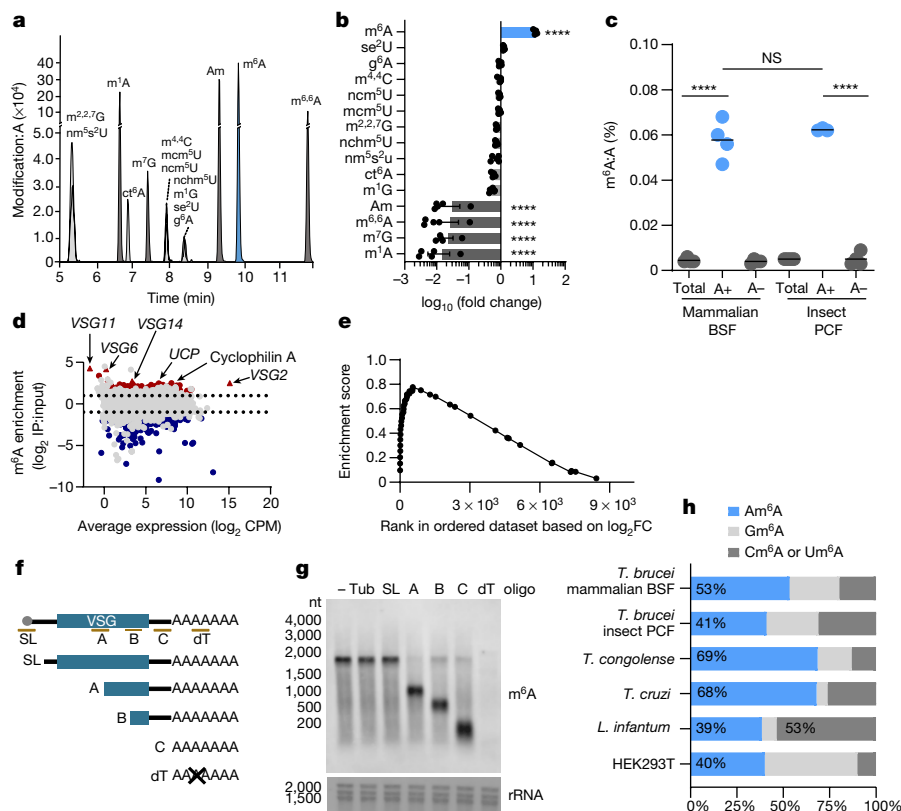 a
Modification:A (×10⁴)
40
30
20
10
5.0
4.0
3.0
2.0
1.0
0
m²,²,⁷G
nm⁵s²U
m¹A
ct⁶A
m⁷G
m⁴,⁴C
mcm⁵U
ncm⁵U
nchm⁵U
m¹G
se²U
g⁶A
Am
m⁶A
m⁶,⁶A
5 6 7 8 9 10 11
Time (min)
b
m⁶A
se²U
g⁶A
m⁴,⁴C
ncm⁵U
mcm⁵U
m²,²,⁷G
nchm⁵U
nm⁵s²u
ct⁶A
m¹G
Am
m⁶,⁶A
m⁷G
m¹A
****
****
****
****
****
−3 −2 −1 0 1 2
log₁₀ (fold change)
c
m⁶A:A (%)
0.10
0.08
0.06
0.04
0.02
0
NS
****
****
Total A+ A− Total A+ A−
Mammalian BSF
Insect PCF
d
VSG11
VSG6
VSG14
UCP
Cyclophilin A
VSG2
m⁶A enrichment
(log₂ IP:input)
5
0
−5
−10
0 5 10 15 20
Average expression (log₂ CPM)
e
Enrichment score
1.0
0.8
0.6
0.4
0.2
0
0 3 × 10³ 6 × 10³ 9 × 10³
Rank in ordered dataset based on log₂FC
f
VSG
AAAAAAA
SL A B C dT
SL AAAAAAA
A AAAAAAA
B AAAAAAA
C AAAAAAA
dT
g
nt − Tub SL A B C dT oligo
4,000
3,000
2,000
1,500
1,000
500
200
m⁶A
2,000
1,500
rRNA
h
Am⁶A
Gm⁶A
Cm⁶A or Um⁶A
T. brucei
mammalian BSF
53%
T. brucei
insect PCF
41%
T. congolense
69%
T. cruzi
68%
L. infantum
39% 53%
HEK293T
40%
0% 25% 50% 75% 100%